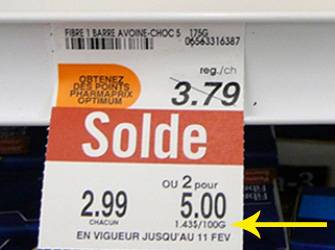 FIBRE 1 BARRE AVOINE-CHOC 5 175G
06563316387
OBTENEZ
DES POINTS
PHARMAPRIX
OPTIMUM
reg./ch
3.79
Solde
OU 2 pour
2.99 5.00
CHACUN 1.43$/100G
EN VIGUEUR JUSQU'AU 11 FEV